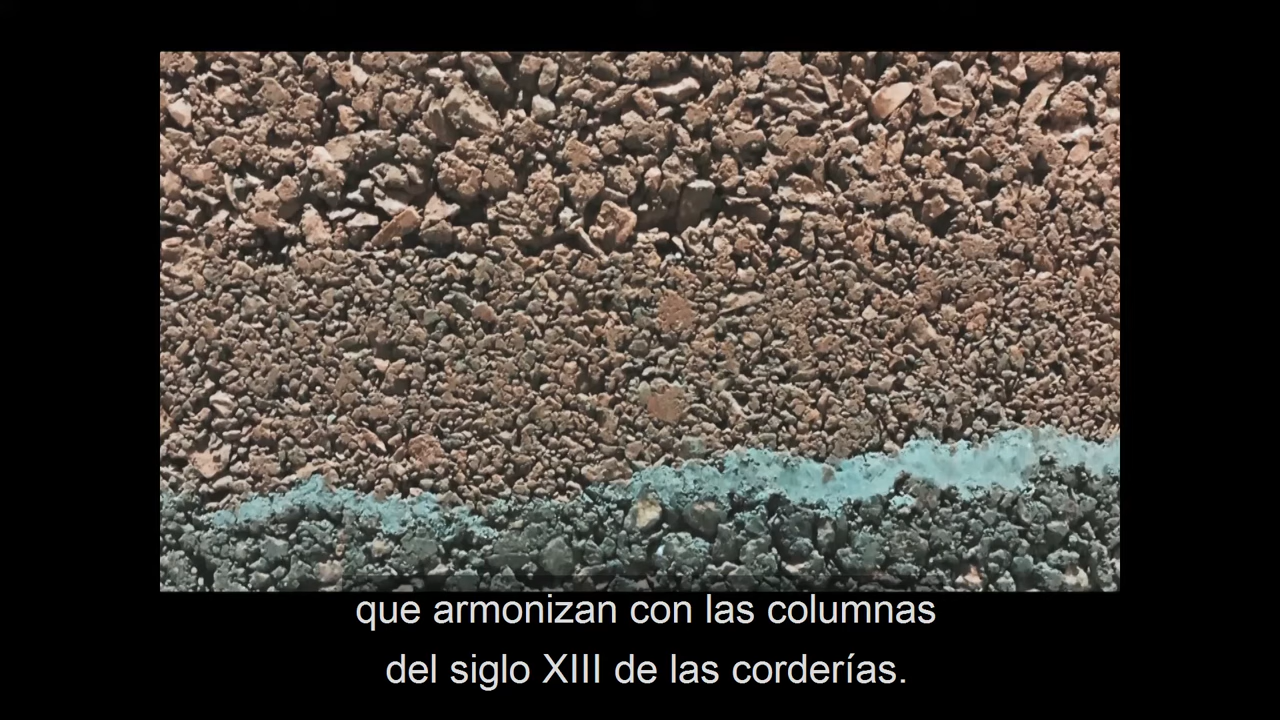 que armonizan con las columnas
del siglo XIII de las corderías.